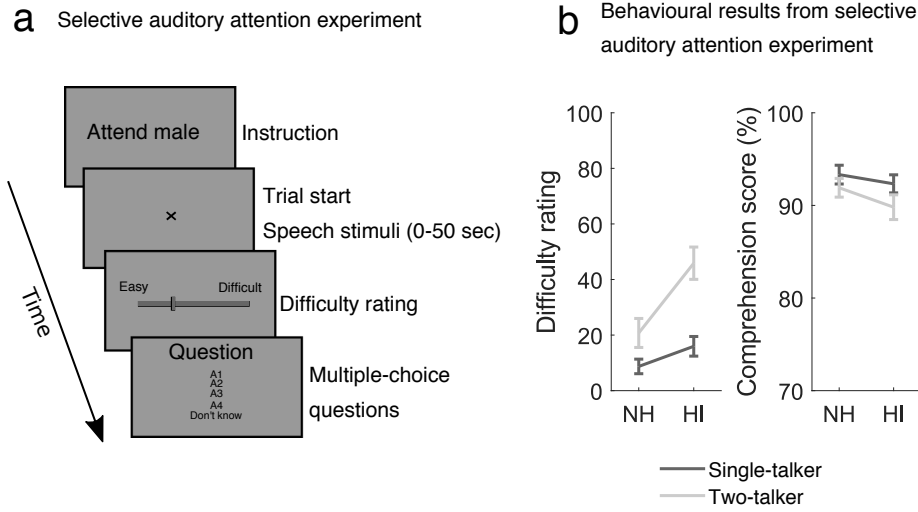 a Selective auditory attention experiment
Attend male
Instruction
×
Trial start
Speech stimuli (0-50 sec)
Easy
Difficult
Difficulty rating
Question
A1
A2
A3
A4
Don't know
Multiple-choice
questions
Time
b Behavioural results from selective
auditory attention experiment
Difficulty rating
100
80
60
40
20
0
NH
HI
Comprehension score (%)
100
90
80
70
NH
HI
Single-talker
Two-talker